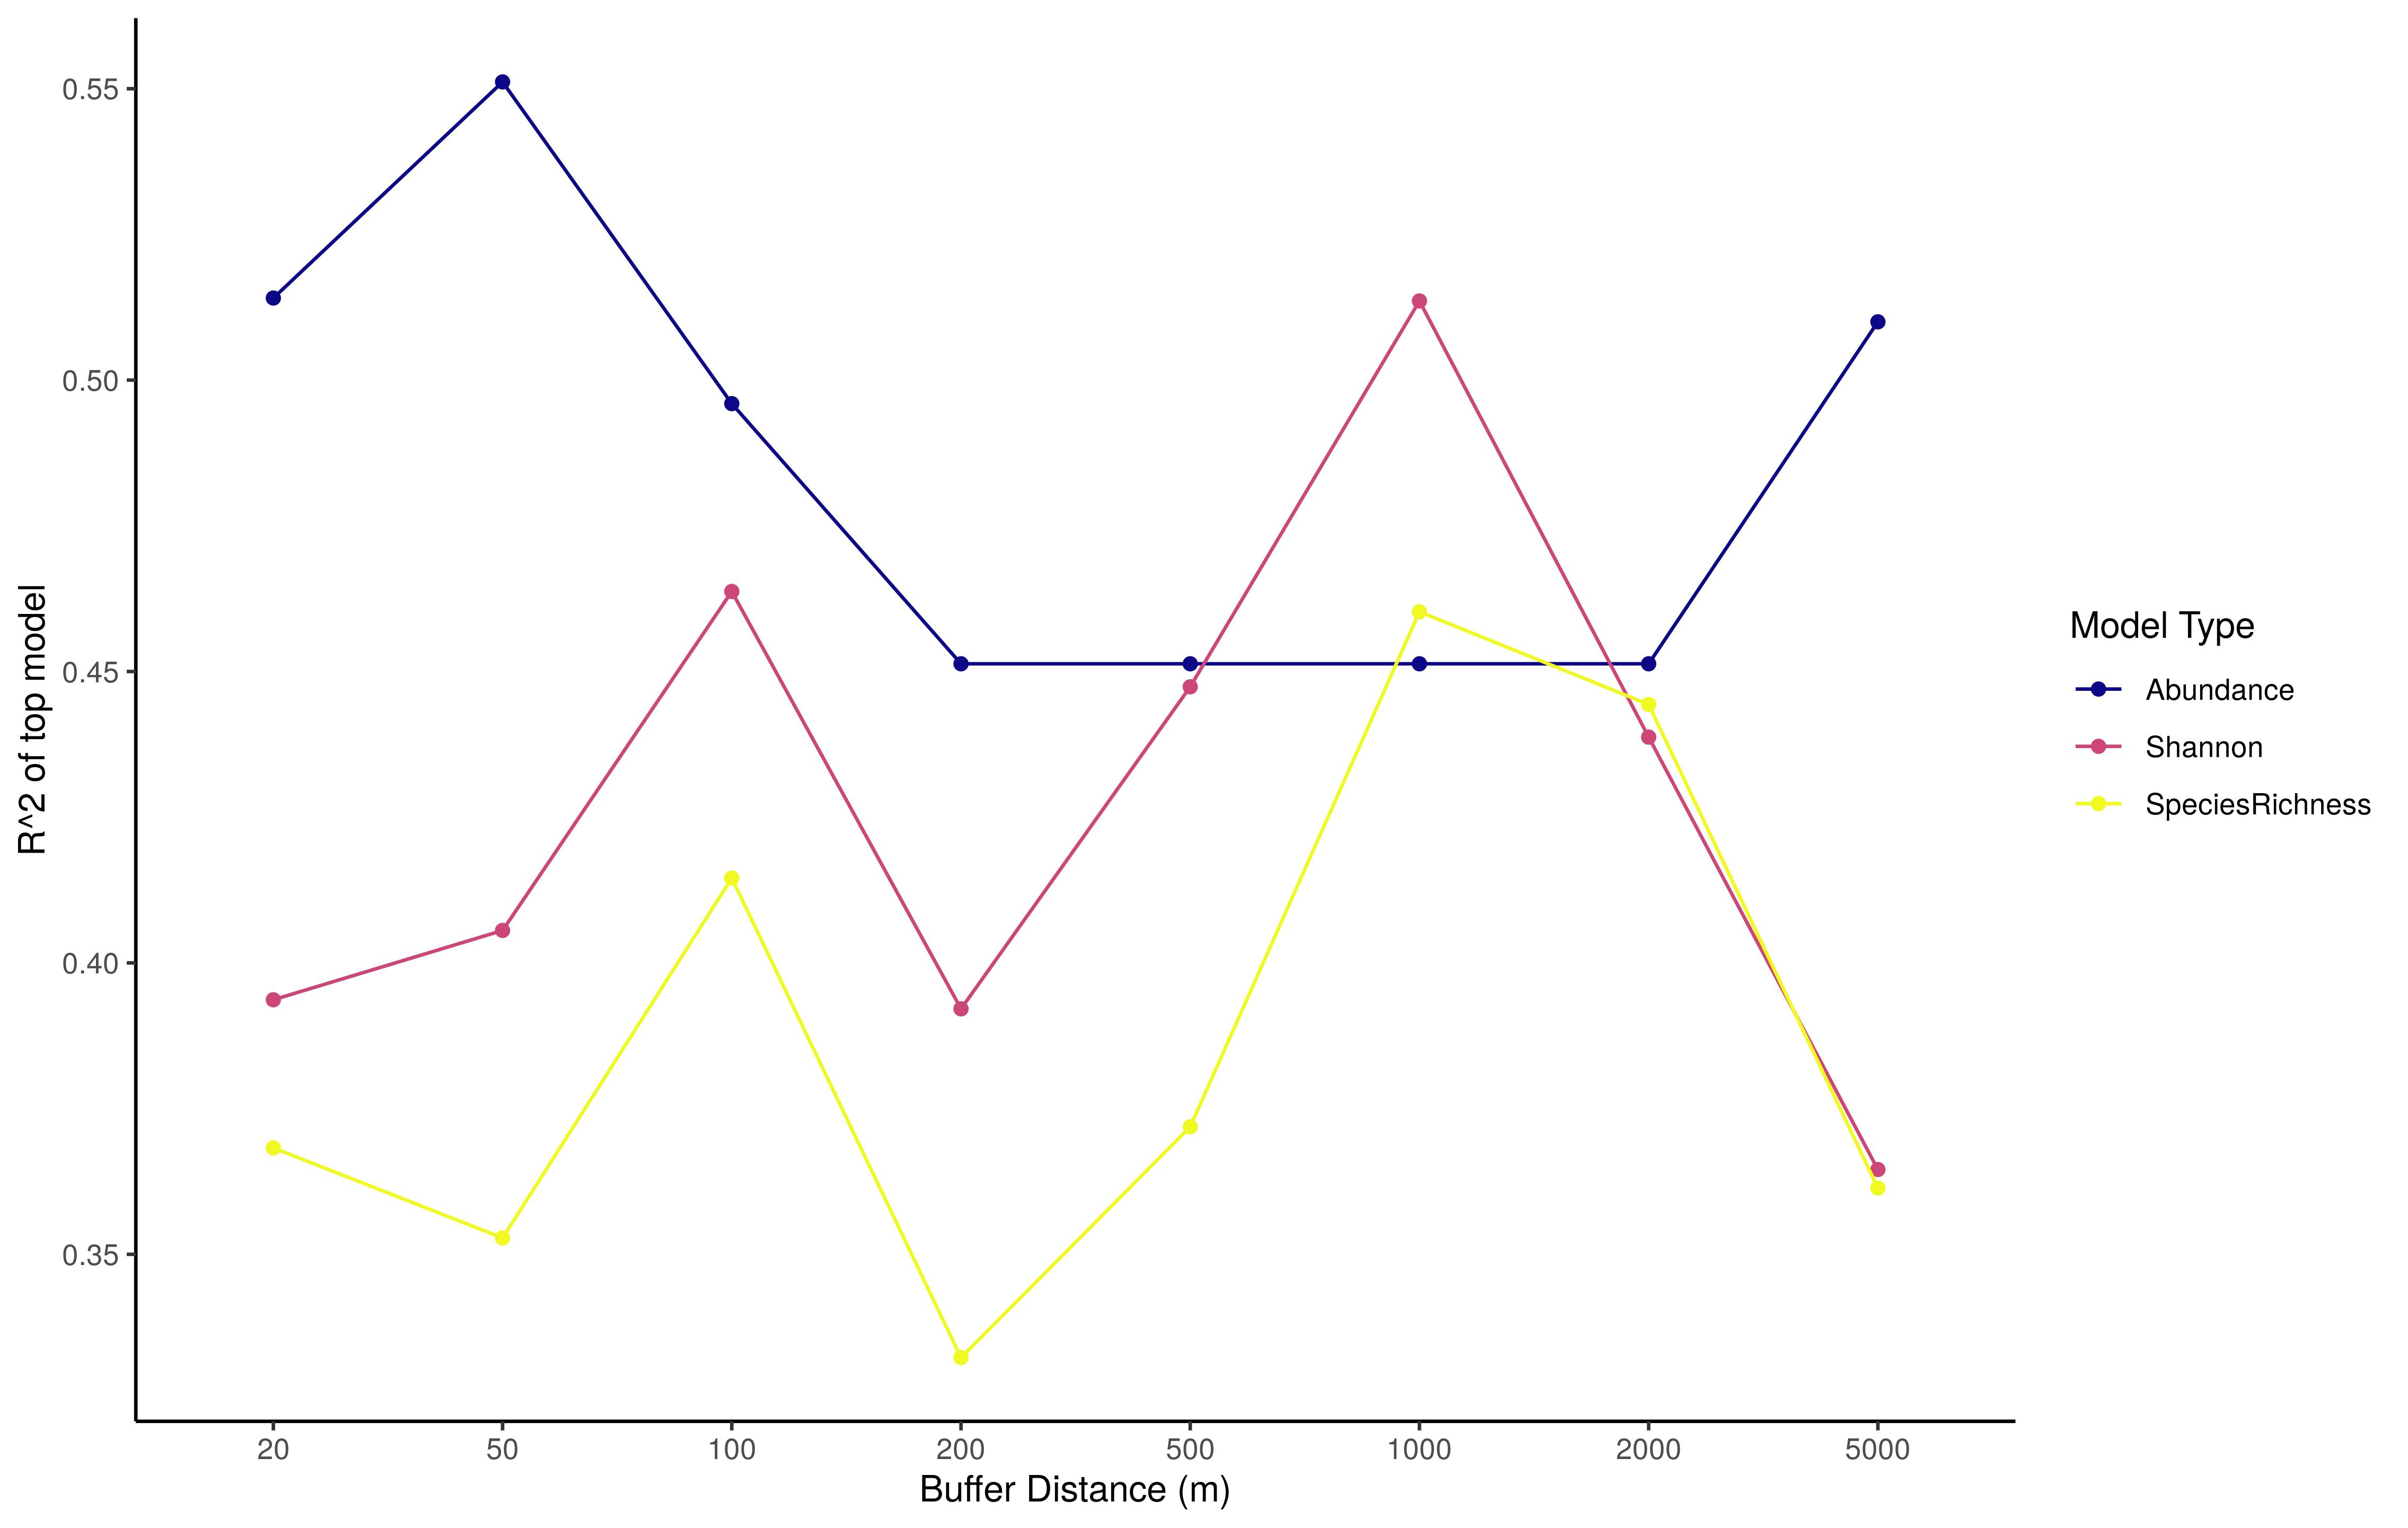 R^2 of top model
0.55
0.50
0.45
0.40
0.35
20 50 100 200 500 1000 2000 5000
Buffer Distance (m)
Model Type
Abundance
Shannon
SpeciesRichness